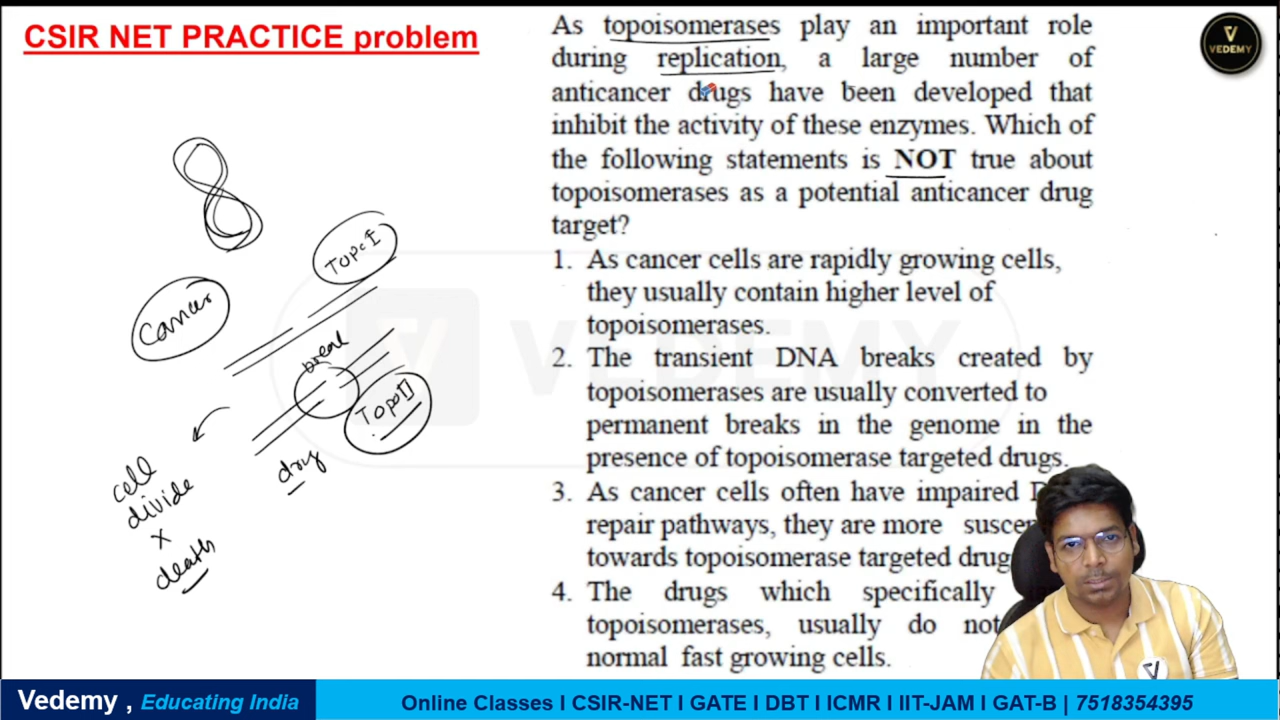 CSIR NET PRACTICE problem
As topoisomerases play an important role
during replication, a large number of
anticancer drugs have been developed that
inhibit the activity of these enzymes. Which of
the following statements is NOT true about
topoisomerases as a potential anticancer drug
target?
1. As cancer cells are rapidly growing cells,
they usually contain higher level of
topoisomerases.
2. The transient DNA breaks created by
topoisomerases are usually converted to
permanent breaks in the genome in the
presence of topoisomerase targeted drugs.
3. As cancer cells often have impaired
repair pathways, they are more
towards topoisomerase targeted
4. The drugs which specifically
topoisomerases, usually do not
normal fast growing cells.
Topo I
Cancer
break
Topo II
drug
cell
divide
x
death
VEDEMY
VEDEMY
Vedemy , Educating India
Online Classes I CSIR-NET I GATE I DBT I ICMR I IIT-JAM I GAT-B | 7518354395